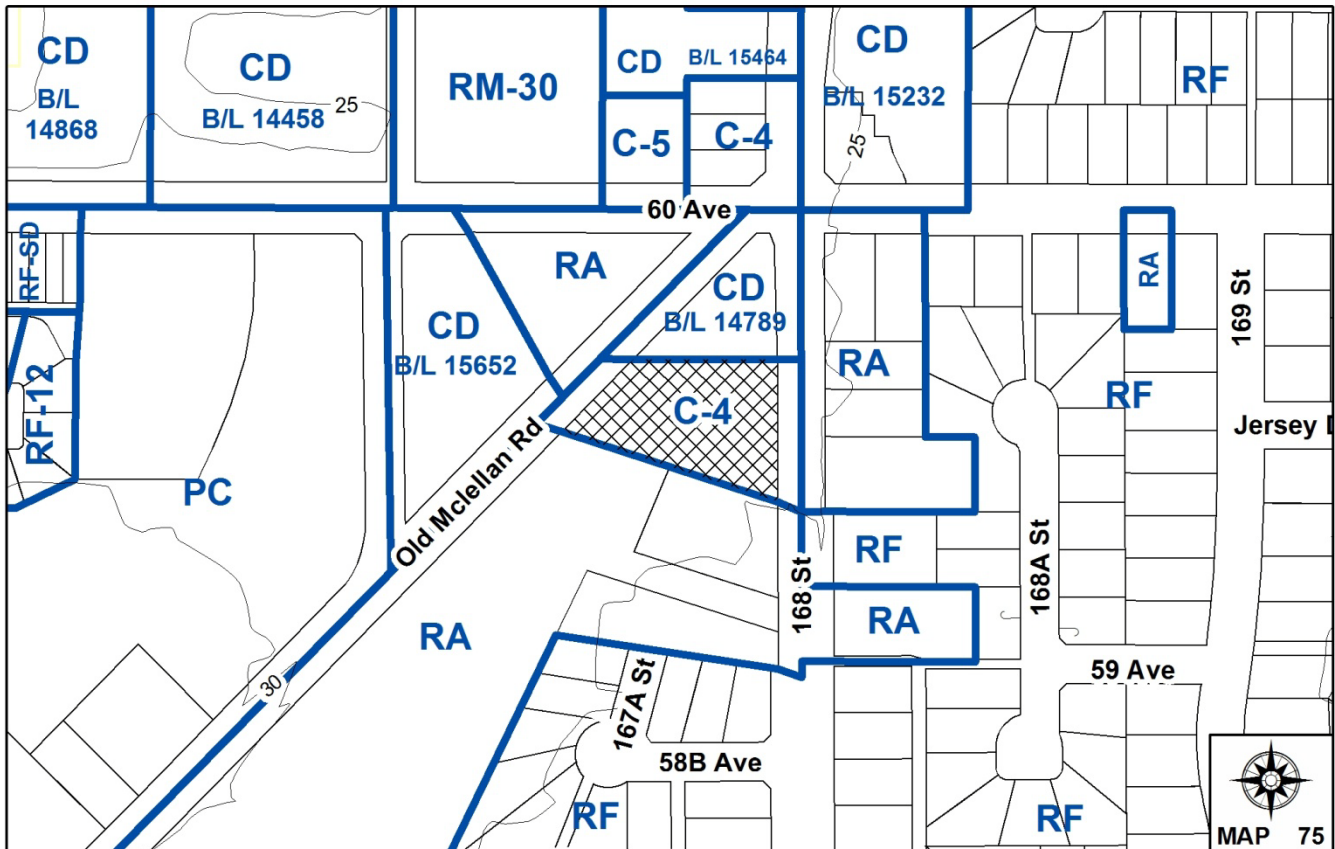 CD
B/L
14868
CD
B/L 14458
25
RM-30
CD
B/L 15464
C-5
C-4
CD
B/L 15232
25
RF
60 Ave
RF-SD
RF-12
PC
CD
B/L 15652
RA
CD
B/L 14789
C-4
RA
RA
RF
169 St
Jersey
Old Mclellan Rd
RF
168 St
168A St
RA
RA
30
59 Ave
167A St
58B Ave
RF
RF
MAP 75